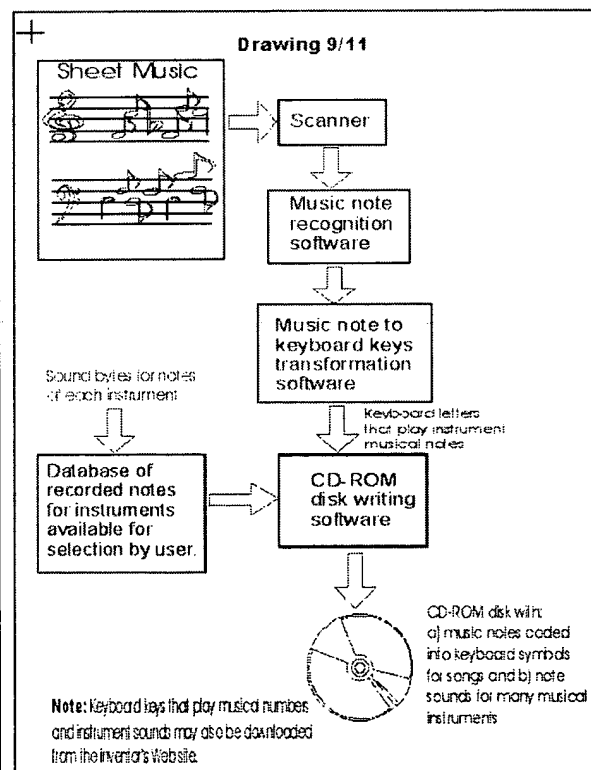 Drawing 9/11
Sheet Music
Scanner
Music note
recognition
software
Music note to
keyboard keys
transformation
software
Sound bytes for notes
of each instrument
Keyboard letters
that play instrument
musical notes
Database of
recorded notes
for instruments
available for
selection by user.
CD-ROM
disk writing
software
CD-ROM disk with:
a) music notes coded
into keyboard symbols
for songs and b) note
sounds for many musical
instruments
Note: Keyboard keys that play musical numbers
and instrument sounds may also be downloaded
from the inventor's Website.